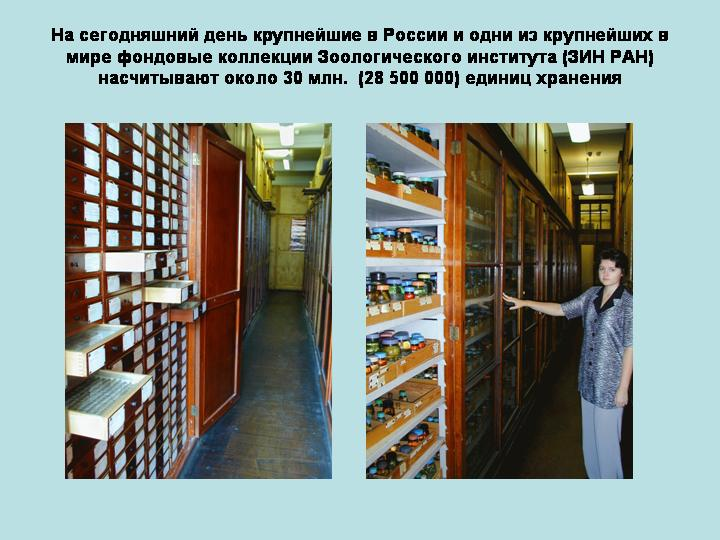 На сегодняшний день крупнейшие в России и одни из крупнейших в
мире фондовые коллекции Зоологического института (ЗИН РАН)
насчитывают около 30 млн.  (28 500 000) единиц хранения